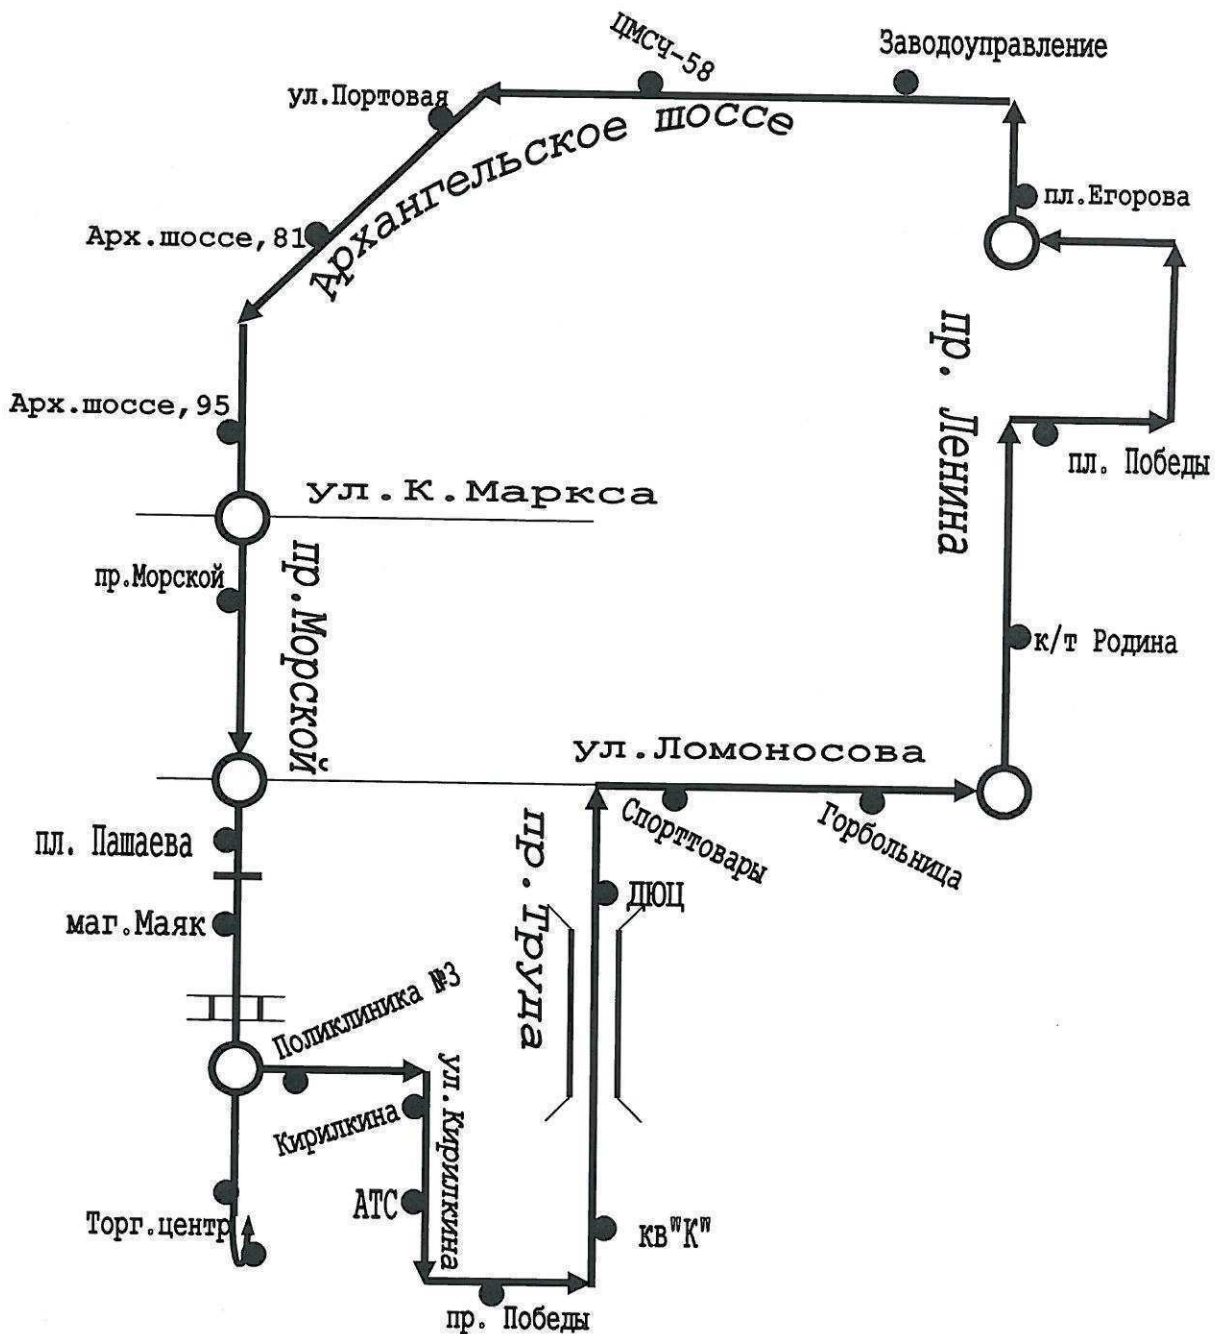 ЦМСЧ-58
Заводоуправление
ул.Портовая
Архангельское шоссе
пл.Егорова
Арх.шоссе,81
пр. Ленина
Арх.шоссе,95
пл. Победы
ул.К.Маркса
пр.Морской
пр.Морской
к/т Родина
ул.Ломоносова
с
Спорттовары
Горбольница
пл. Пашаева
пр.Труда
ДЮЦ
маг.Маяк
Поликлиника №3
ул.Кирилкина
Кирилкина
АТС
Торг.центр
кв"К"
пр. Победы